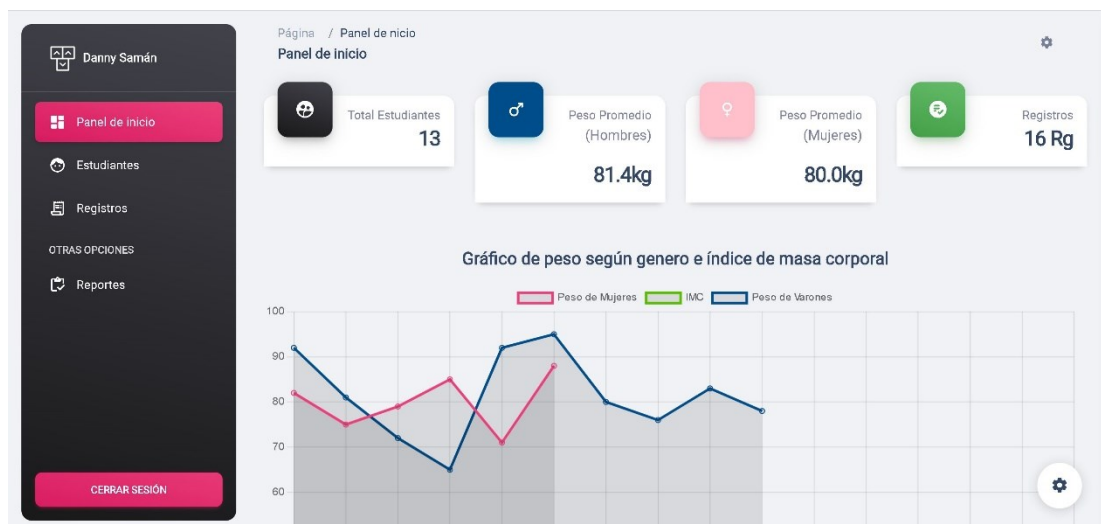 Danny Samán
Panel de inicio
Estudiantes
Registros
OTRAS OPCIONES
Reportes
CERRAR SESIÓN
Página / Panel de nicio
Panel de inicio
Total Estudiantes
13
Peso Promedio
(Hombres)
81.4kg
Peso Promedio
(Mujeres)
80.0kg
Registros
16 Rg
Gráfico de peso según genero e índice de masa corporal
Peso de Mujeres IMC Peso de Varones
100
90
80
70
60